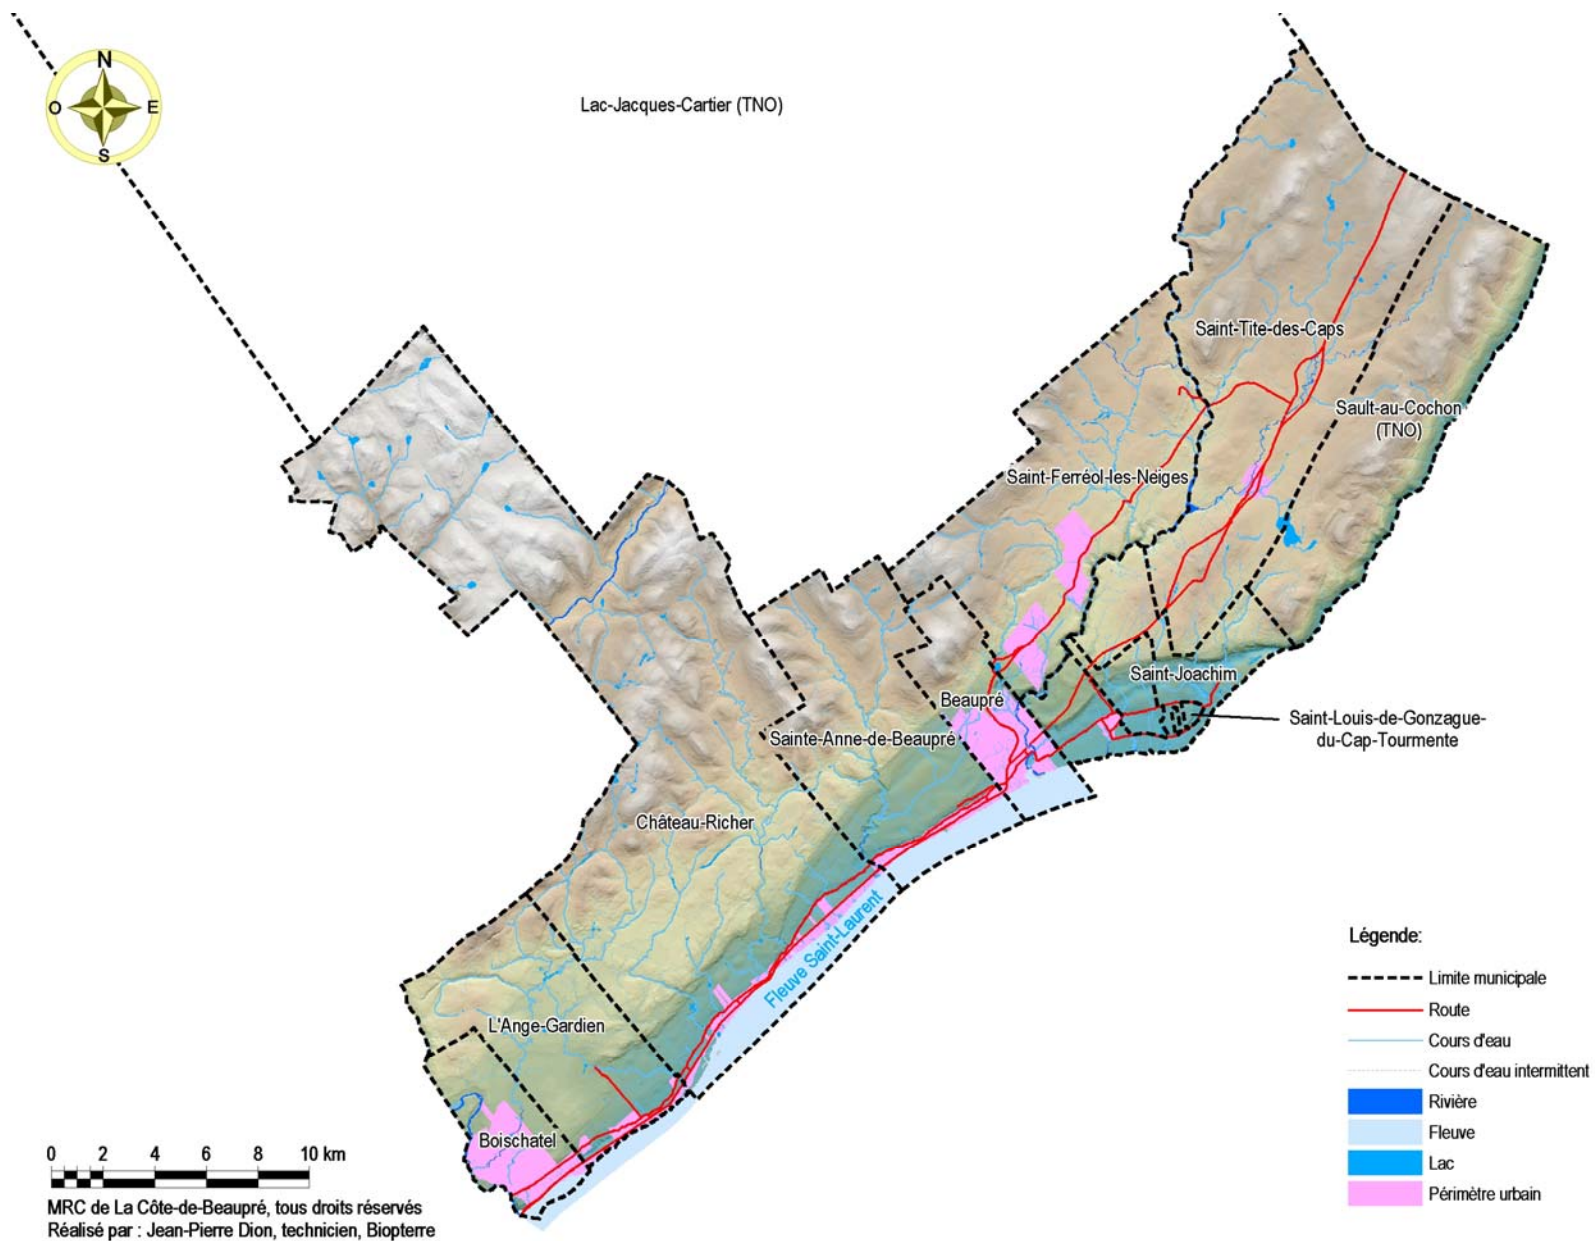 N
O
E
S
Lac-Jacques-Cartier (TNO)
Saint-Tite-des-Caps
Sault-au-Cochon
(TNO)
Saint-Ferréol-les-Neiges
Saint-Joachim
Beaupré
Saint-Louis-de-Gonzague-
du-Cap-Tourmente
Sainte-Anne-de-Beaupré
Château-Richer
Fleuve Saint-Laurent
L'Ange-Gardien
Boischatel
Légende:
Limite municipale
Route
Cours d'eau
Cours d'eau intermittent
Rivière
Fleuve
Lac
Périmètre urbain
0 2 4 6 8 10 km
MRC de La Côte-de-Beaupré, tous droits réservés
Réalisé par : Jean-Pierre Dion, technicien, Biopterre